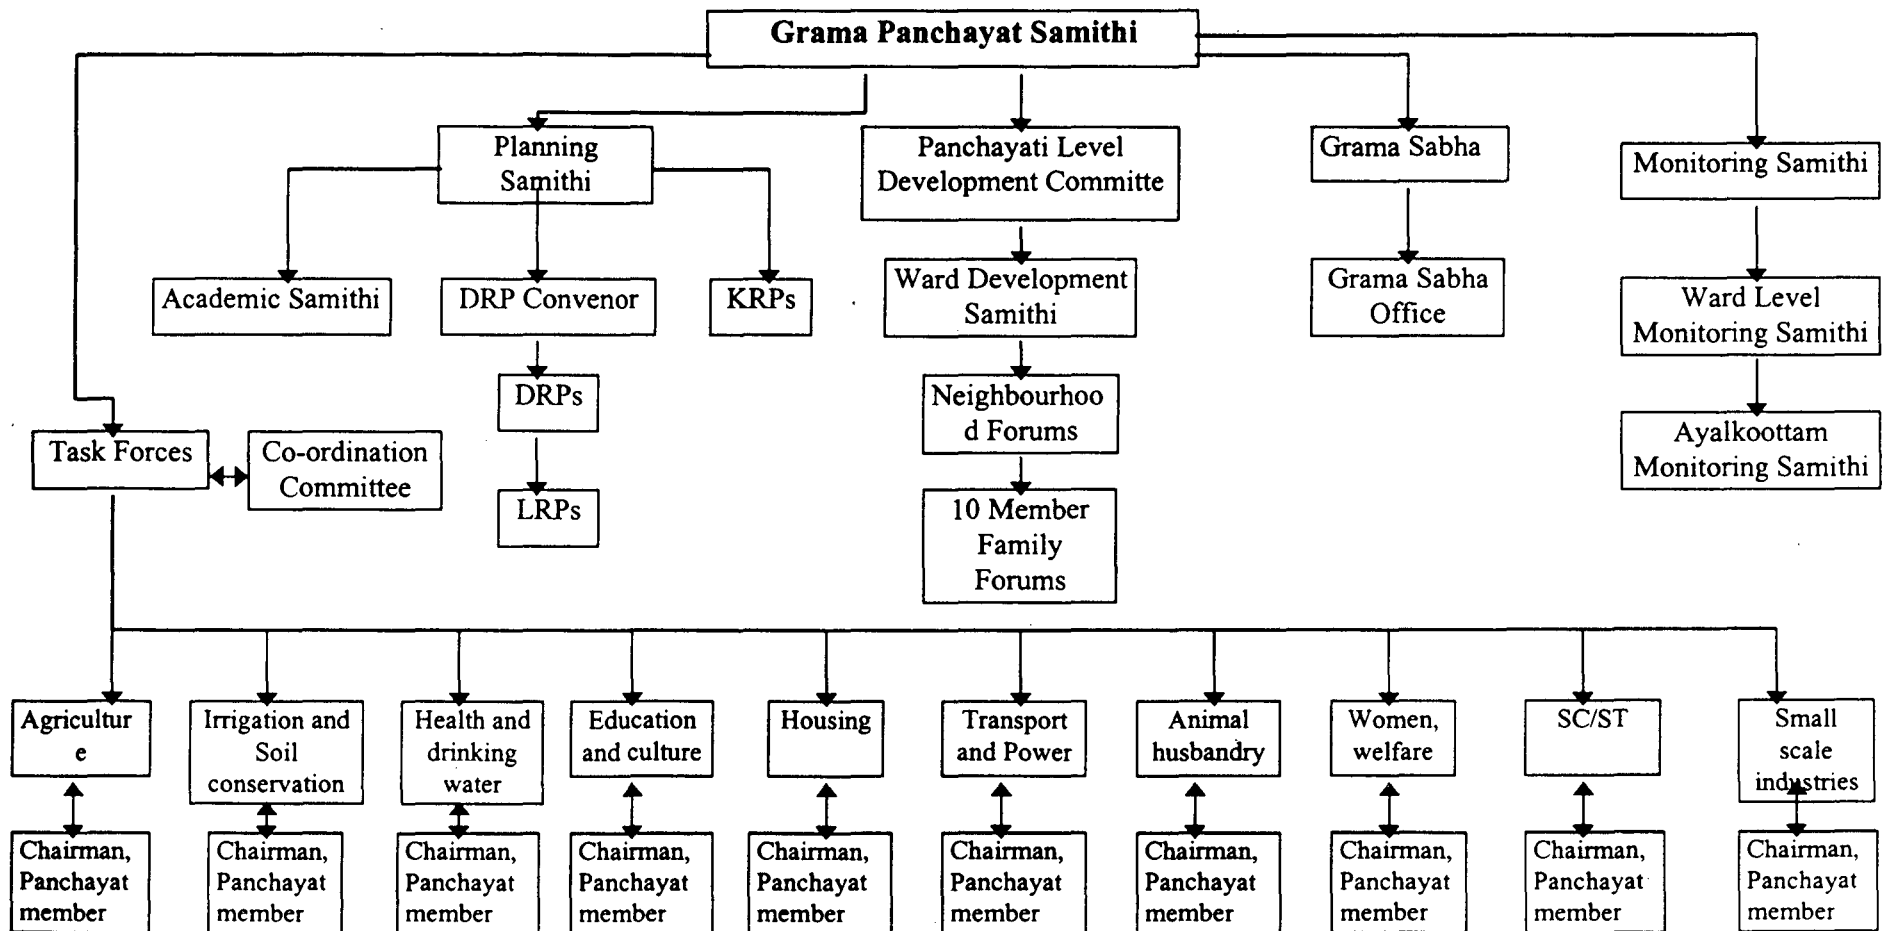 Grama Panchayat Samithi
Planning
Samithi
Panchayati Level
Development Committe
Grama Sabha
Monitoring Samithi
Academic Samithi
DRP Convenor
KRPs
Ward Development
Samithi
Grama Sabha
Office
Ward Level
Monitoring Samithi
DRPs
Neighbourhoo
d Forums
Ayalkoottam
Monitoring Samithi
Task Forces
Co-ordination
Committee
LRPs
10 Member
Family
Forums
Agricultur
e
Irrigation and
Soil
conservation
Health and
drinking
water
Education
and culture
Housing
Transport
and Power
Animal
husbandry
Women,
welfare
SC/ST
Small
scale
industries
Chairman,
Panchayat
member
Chairman,
Panchayat
member
Chairman,
Panchayat
member
Chairman,
Panchayat
member
Chairman,
Panchayat
member
Chairman,
Panchayat
member
Chairman,
Panchayat
member
Chairman,
Panchayat
member
Chairman,
Panchayat
member
Chairman,
Panchayat
member